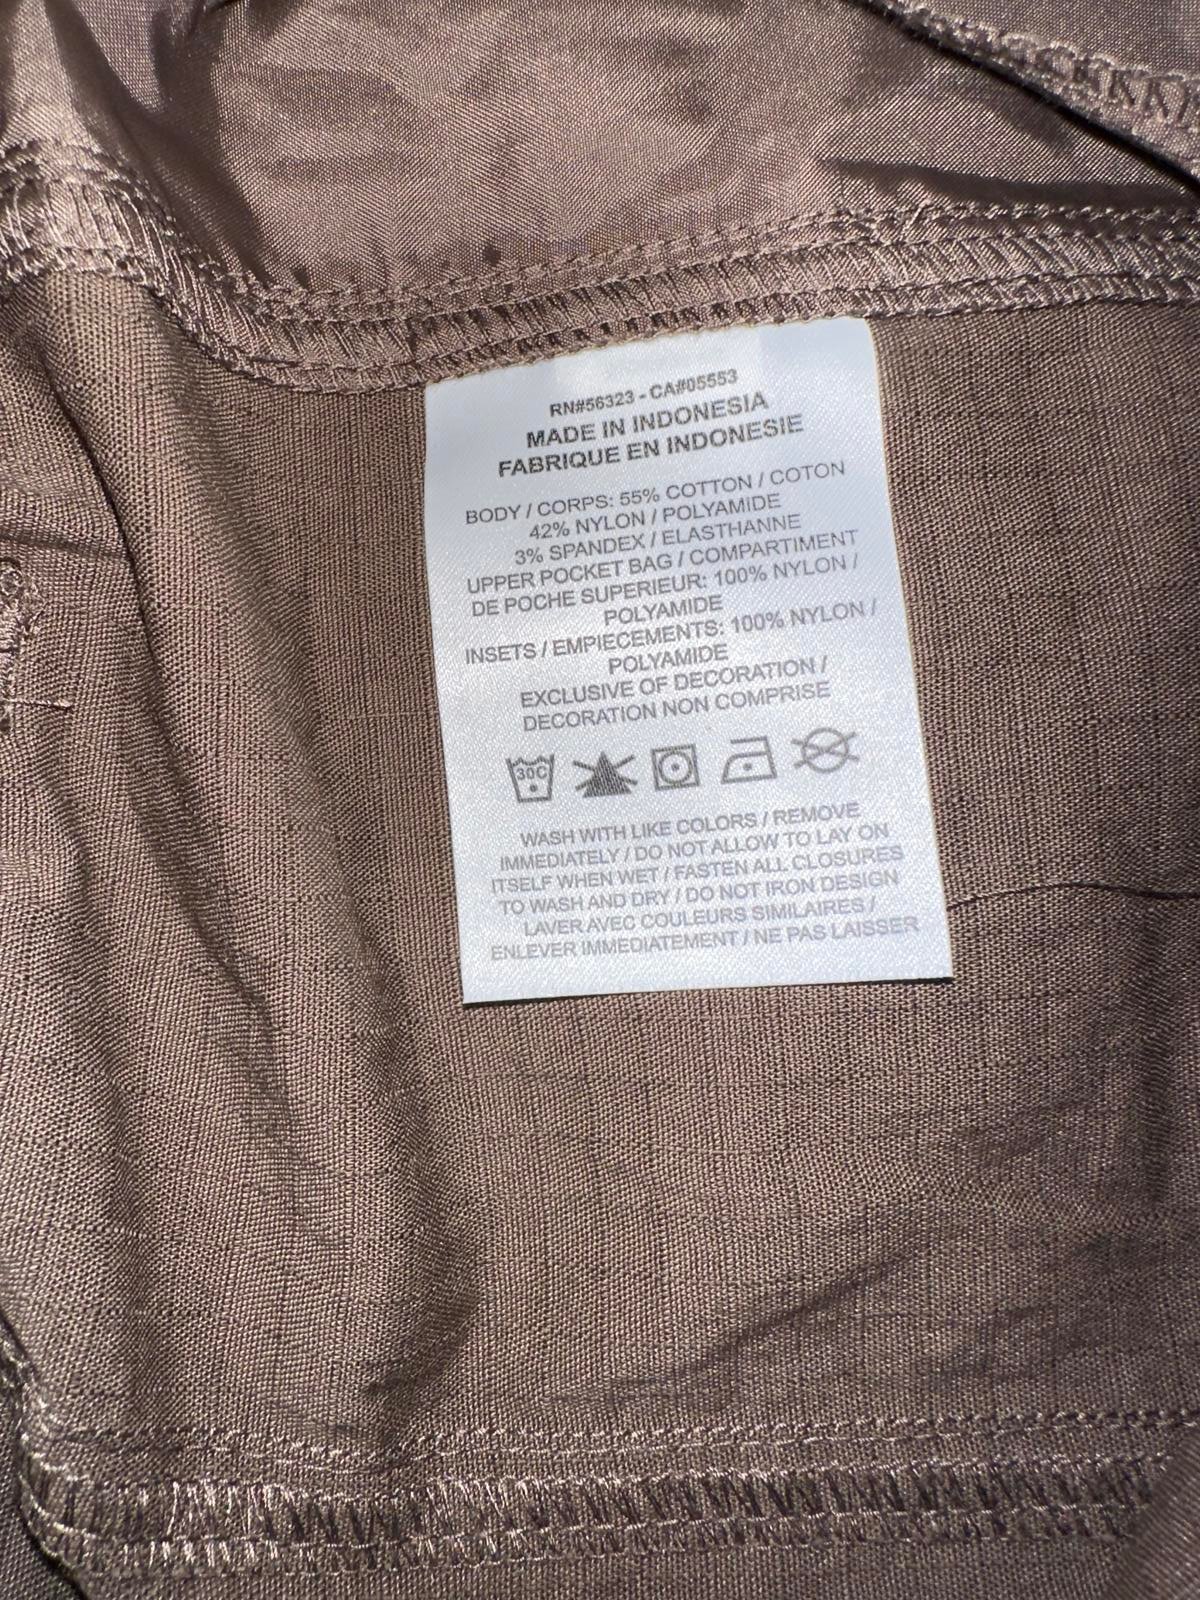 RN#56323 - CA#05553
MADE IN INDONESIA
FABRIQUE EN INDONESIE
BODY / CORPS: 55% COTTON / COTON
42% NYLON / POLYAMIDE
3% SPANDEX / ELASTHANNE
UPPER POCKET BAG / COMPARTIMENT
DE POCHE SUPERIEUR: 100% NYLON /
POLYAMIDE
INSETS / EMPIECEMENTS: 100% NYLON /
POLYAMIDE
EXCLUSIVE OF DECORATION /
DECORATION NON COMPRISE
30C
WASH WITH LIKE COLORS / REMOVE
IMMEDIATELY / DO NOT ALLOW TO LAY ON
ITSELF WHEN WET / FASTEN ALL CLOSURES
TO WASH AND DRY / DO NOT IRON DESIGN
LAVER AVEC COULEURS SIMILAIRES /
ENLEVER IMMEDIATEMENT / NE PAS LAISSER